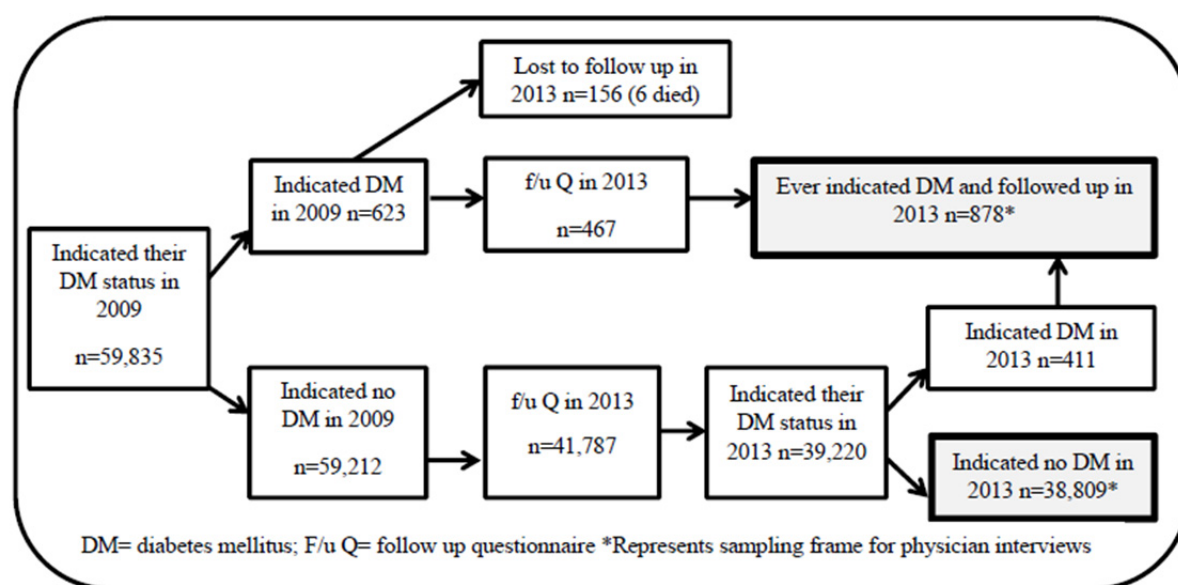 Lost to follow up in
2013 n=156 (6 died)
Indicated DM
in 2009 n=623
f/u Q in 2013
n=467
Ever indicated DM and followed up in
2013 n=878*
Indicated their
DM status in
2009
n=59,835
Indicated DM in
2013 n=411
Indicated no
DM in 2009
n=59,212
f/u Q in 2013
n=41,787
Indicated their
DM status in
2013 n=39,220
Indicated no DM in
2013 n=38,809*
DM= diabetes mellitus; F/u Q= follow up questionnaire *Represents sampling frame for physician interviews